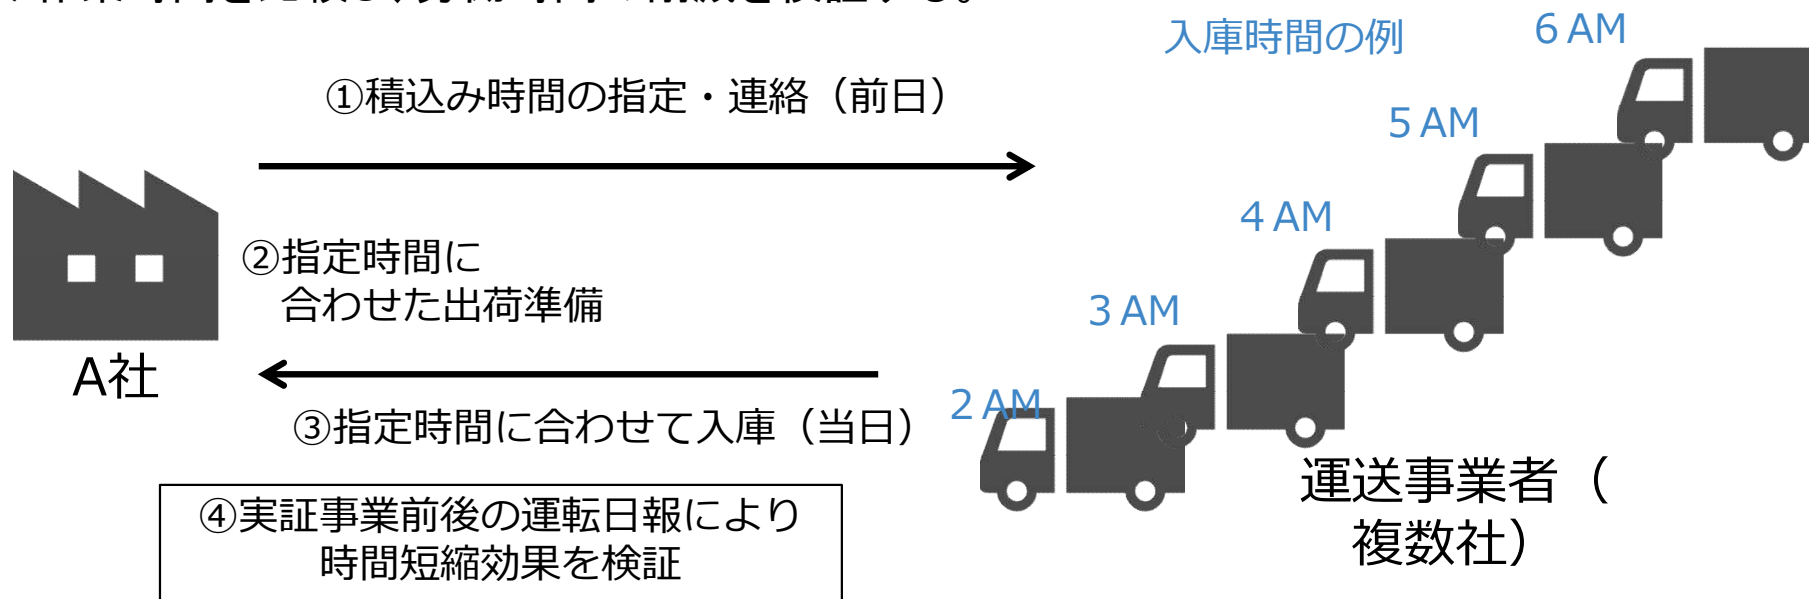 入庫時間の例
6 AM
①積込み時間の指定・連絡（前日）
5 AM
4 AM
②指定時間に
合わせた出荷準備
3 AM
A社
2 AM
③指定時間に合わせて入庫（当日）
運送事業者（
複数社）
④実証事業前後の運転日報により
時間短縮効果を検証